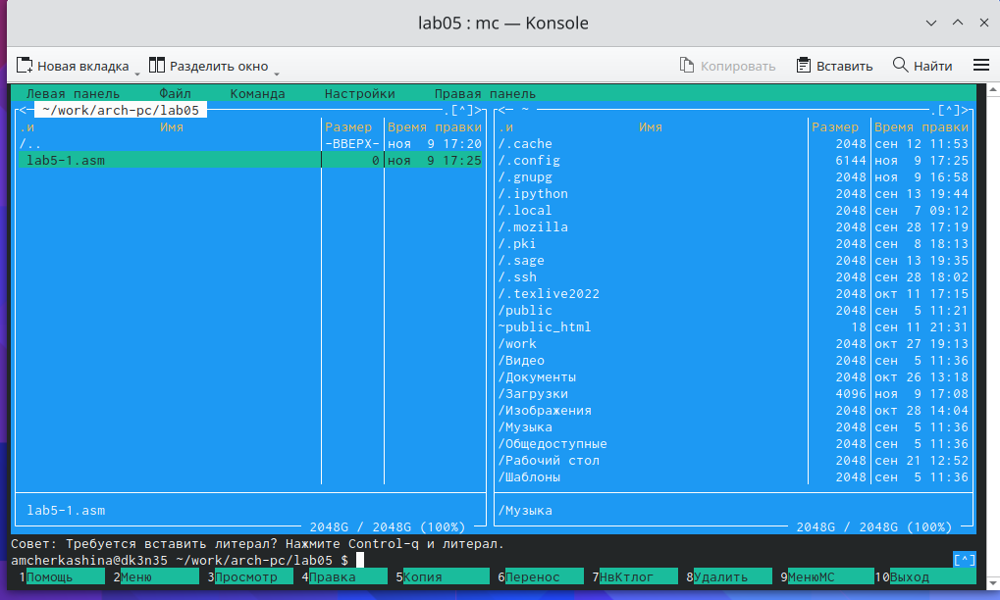 lab05 : mc — Konsole
Новая вкладка Разделить окно Копировать Вставить Найти
Левая панель Файл Команда Настройки Правая панель
<─ ~/work/arch-pc/lab05 .[^]> <─ ~ .[^]>
.и Имя Размер Время правки .и Имя Размер Время правки
/.. -ВВЕРХ- ноя 9 17:20 /.cache 2048 сен 12 11:53
lab5-1.asm 0 ноя 9 17:25 /.config 6144 ноя 9 17:25
/.gnupg 2048 ноя 9 16:58
/.ipython 2048 сен 13 19:44
/.local 2048 сен 7 09:12
/.mozilla 2048 сен 28 17:19
/.pki 2048 сен 8 18:13
/.sage 2048 сен 13 19:35
/.ssh 2048 сен 28 18:02
/.texlive2022 2048 окт 11 17:15
/public 2048 сен 5 11:21
~public_html 18 сен 11 21:31
/work 2048 окт 27 19:13
/Видео 2048 сен 5 11:36
/Документы 2048 окт 26 13:18
/Загрузки 4096 ноя 9 17:08
/Изображения 2048 окт 28 14:04
/Музыка 2048 сен 5 11:36
/Общедоступные 2048 сен 5 11:36
/Рабочий стол 2048 сен 21 12:52
/Шаблоны 2048 сен 5 11:36
lab5-1.asm /Музыка
2048G / 2048G (100%) 2048G / 2048G (100%)
Совет: Требуется вставить литерал? Нажмите Control-q и литерал.
amcherkashina@dk3n35 ~/work/arch-pc/lab05 $ [^]
1Помощь 2Меню 3Просмотр 4Правка 5Копия 6Перенос 7НвКтлог 8Удалить 9МенюMC 10Выход